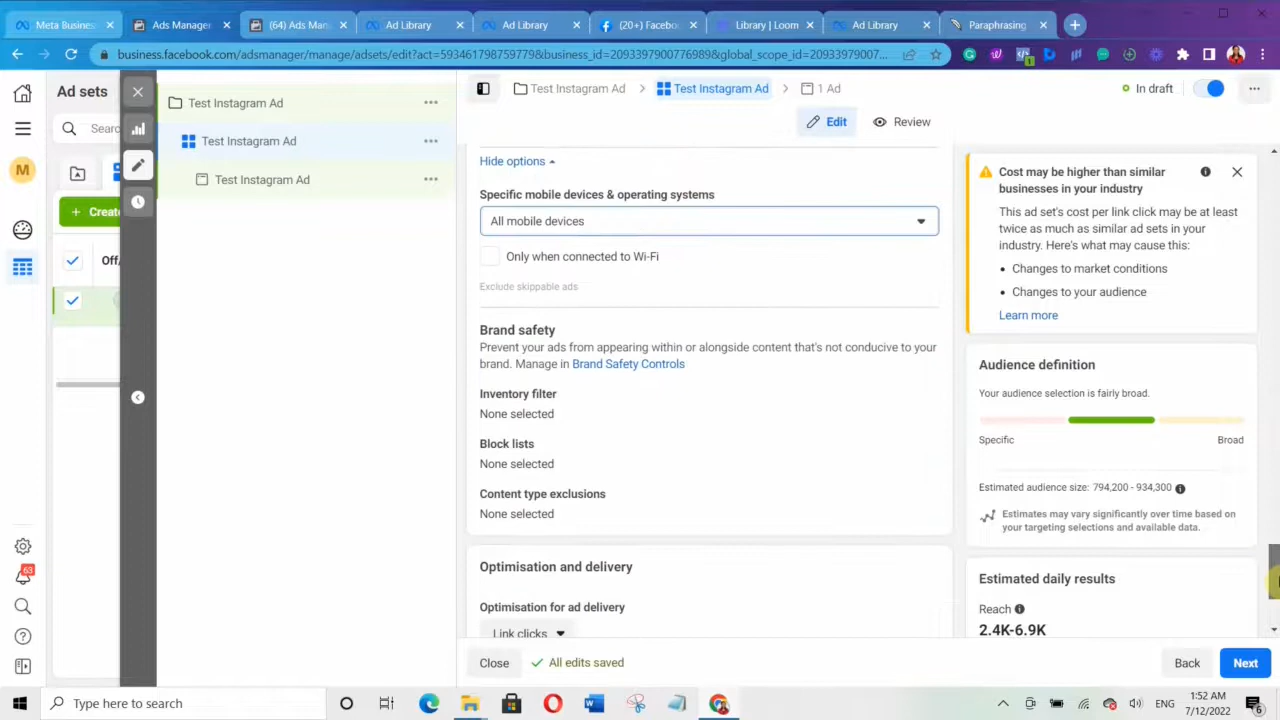 Meta Business
Ads Manager
(64) Ads Man
Ad Library
Ad Library
(20+) Faceboo
Library | Loom
Ad Library
Paraphrasing
business.facebook.com/adsmanager/manage/adsets/edit?act=593461798759779&business_id=2093397900776989&global_scope_id=20933979007...
Ad sets
Test Instagram Ad
Test Instagram Ad
1 Ad
In draft
Test Instagram Ad
Searc
Edit
Review
Test Instagram Ad
M
Hide options
Cost may be higher than similar
businesses in your industry
Test Instagram Ad
Specific mobile devices & operating systems
This ad set's cost per link click may be at least
twice as much as similar ad sets in your
industry. Here's what may cause this:
Create
All mobile devices
Off/
Only when connected to Wi-Fi
Changes to market conditions
Exclude skippable ads
Changes to your audience
Learn more
Brand safety
Prevent your ads from appearing within or alongside content that's not conducive to your
brand. Manage in Brand Safety Controls
Audience definition
Your audience selection is fairly broad.
Inventory filter
None selected
Specific
Broad
Block lists
None selected
Estimated audience size: 794,200 - 934,300
Content type exclusions
None selected
Estimates may vary significantly over time based on
your targeting selections and available data.
Optimisation and delivery
Estimated daily results
63
Optimisation for ad delivery
Reach
Link clicks
2.4K-6.9K
Close
All edits saved
Back
Next
Type here to search
ENG
1:52 AM
7/12/2022
6